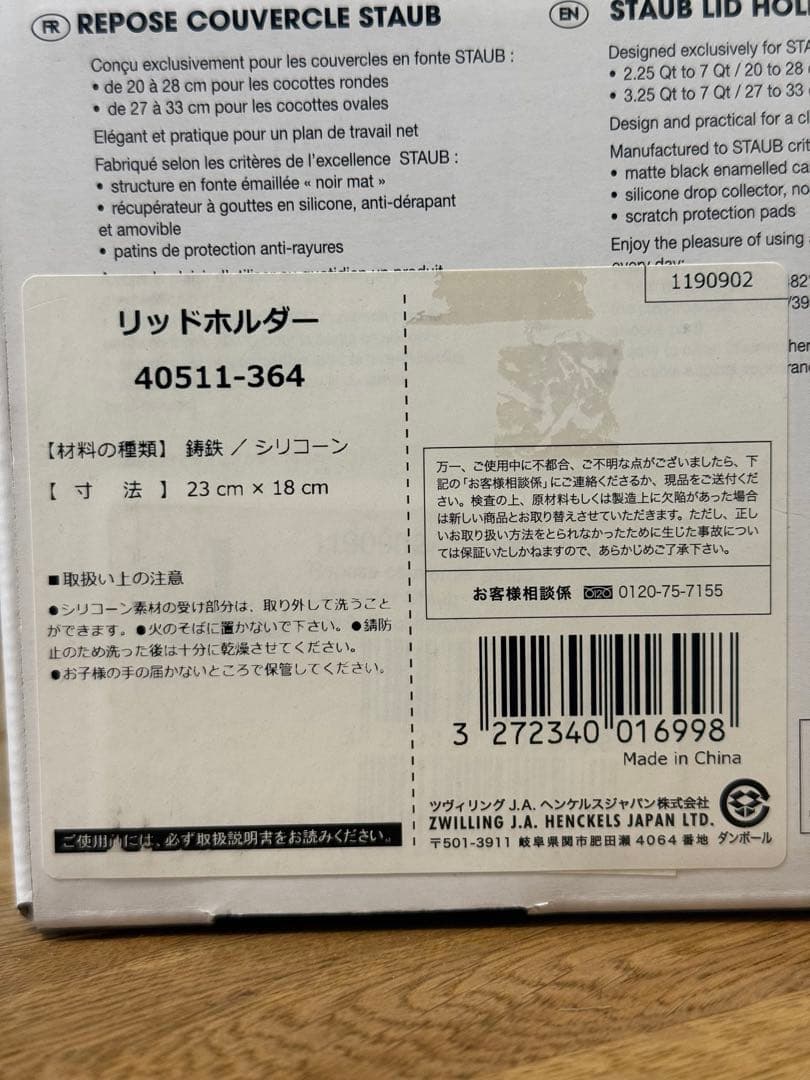 FR REPOSE COUVERCLE STAUB
Conçu exclusivement pour les couvercles en fonte STAUB :
• de 20 à 28 cm pour les cocottes rondes
• de 27 à 33 cm pour les cocottes ovales
Elégant et pratique pour un plan de travail net
Fabriqué selon les critères de l'excellence STAUB :
• structure en fonte émaillée « noir mat »
• récupérateur à gouttes en silicone, anti-dérapant
et amovible
• patins de protection anti-rayures
EN STAUB LID HOL
Designed exclusively for STA
• 2.25 Qt to 7 Qt / 20 to 28
• 3.25 Qt to 7 Qt / 27 to 33
Design and practical for a cl
Manufactured to STAUB crit
• matte black enamelled ca
• silicone drop collector, no
• scratch protection pads
Enjoy the pleasure of using
every day:
1190902
リッドホルダー
40511-364
【材料の種類】 鋳鉄 ／ シリコーン
【 寸 法 】 23 cm × 18 cm
■取扱い上の注意
●シリコーン素材の受け部分は、取り外して洗うこと
ができます。●火のそばに置かないで下さい。●錆防
止のため洗った後は十分に乾燥させてください。
●お子様の手の届かないところで保管してください。
ご使用前には、必ず取扱説明書をお読みください。
万一、ご使用中に不都合、ご不明な点がございましたら、下
記の「お客様相談係」にご連絡くださるか、現品をご送付くだ
さい。検査の上、原材料もしくは製造上に欠陥があった場合
は新しい商品とお取り替えさせていただきます。ただし、正し
いお取り扱い方法をとられなかったために生じた事故につい
ては保証いたしかねますので、あらかじめご了承下さい。
お客様相談係 0120-75-7155
3 272340 016998
Made in China
ツヴィリング J.A. ヘンケルスジャパン株式会社
ZWILLING J.A. HENCKELS JAPAN LTD.
〒501-3911 岐阜県関市肥田瀬 4064 番地
ダンボール